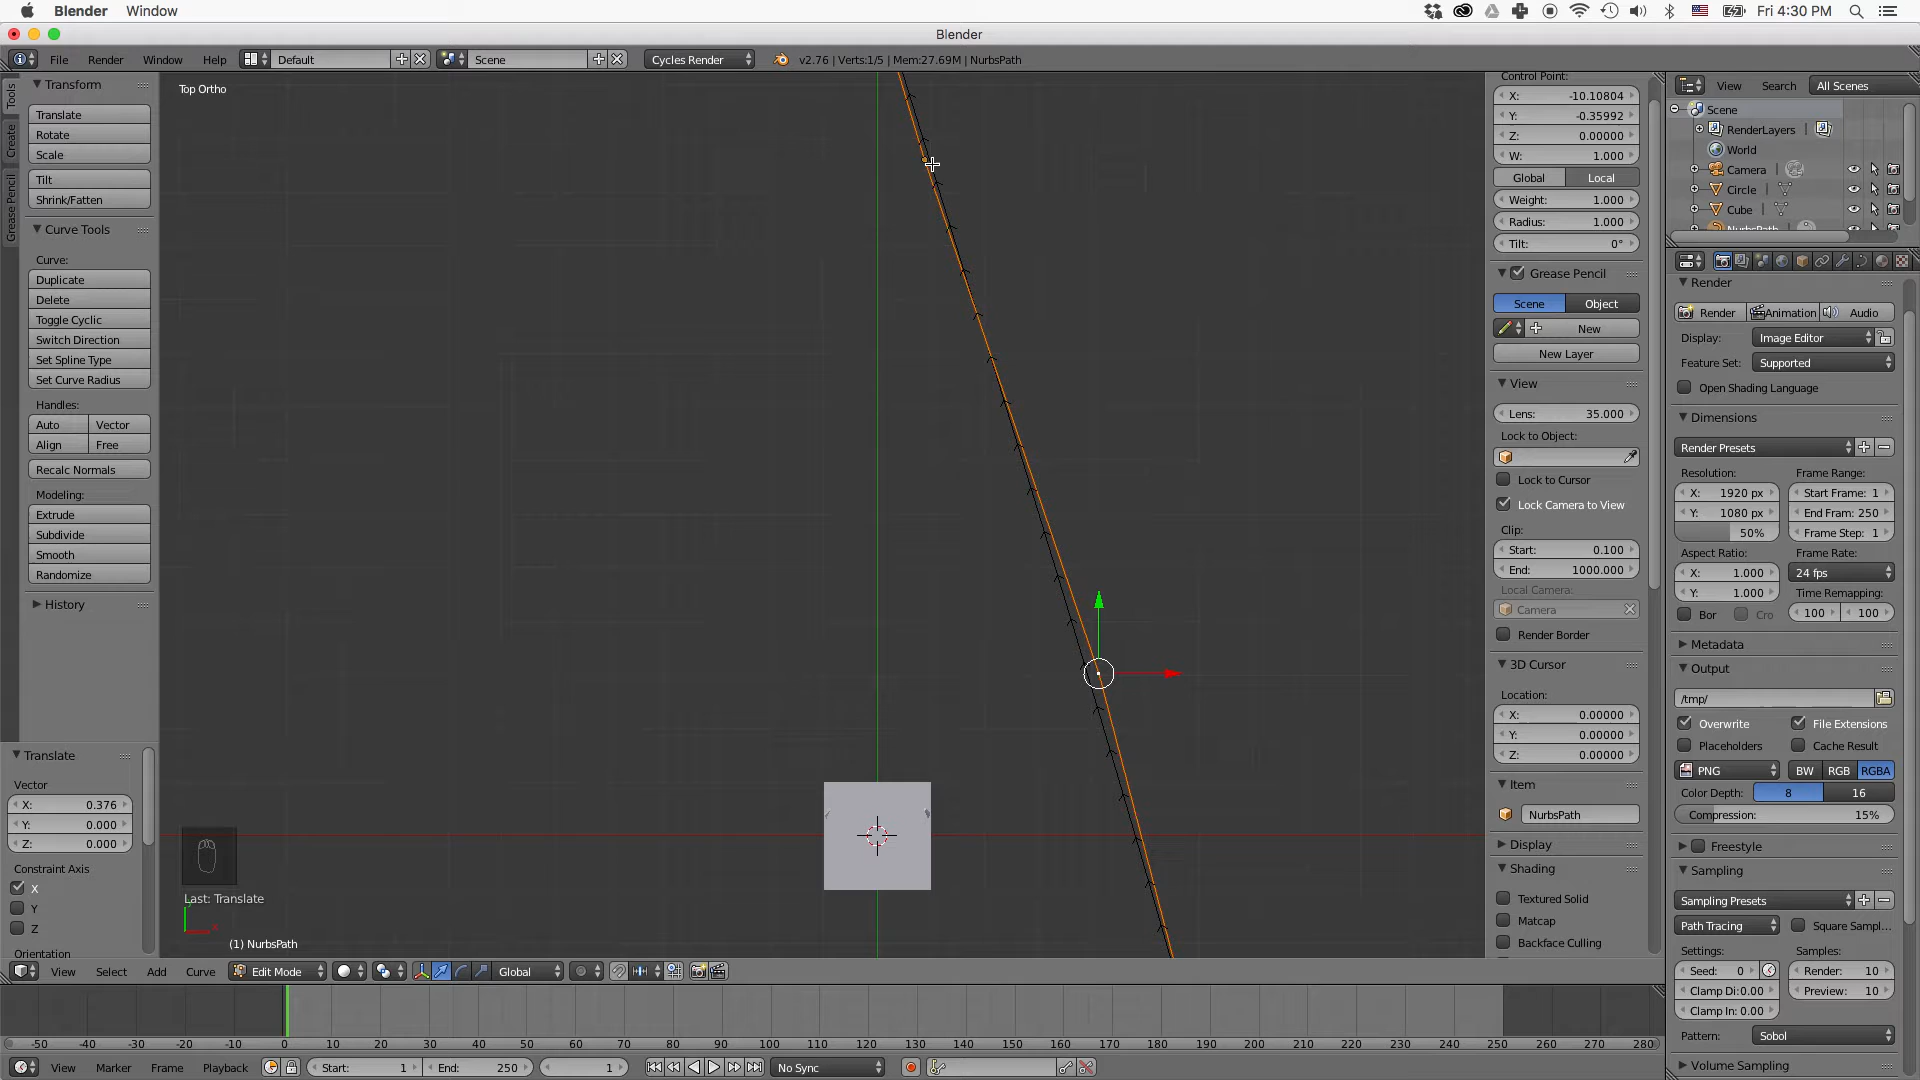 Blender Window
Fri 4:30 PM
Blender
File Render Window Help Default Scene Cycles Render v2.76 | Verts:1/5 | Mem:27.69M | NurbsPath
Tools
Create
Grease Pencil
Transform
Translate
Rotate
Scale
Tilt
Shrink/Fatten
Curve Tools
Curve:
Duplicate
Delete
Toggle Cyclic
Switch Direction
Set Spline Type
Set Curve Radius
Handles:
Auto Vector
Align Free
Recalc Normals
Modeling:
Extrude
Subdivide
Smooth
Randomize
History
Translate
Vector
X: 0.376
Y: 0.000
Z: 0.000
Constraint Axis
X
Y
Z
Orientation
Top Ortho
Last: Translate
(1) NurbsPath
Control Point:
X: -10.10804
Y: -0.35992
Z: 0.00000
W: 1.000
Global Local
Weight: 1.000
Radius: 1.000
Tilt: 0°
Grease Pencil
Scene Object
New
New Layer
View
Lens: 35.000
Lock to Object:
Lock to Cursor
Lock Camera to View
Clip:
Start: 0.100
End: 1000.000
Local Camera:
Camera
Render Border
3D Cursor
Location:
X: 0.00000
Y: 0.00000
Z: 0.00000
Item
NurbsPath
Display
Shading
Textured Solid
Matcap
Backface Culling
View Search All Scenes
Scene
RenderLayers
World
Camera
Circle
Cube
NurbsPath
Render
Render Animation Audio
Display: Image Editor
Feature Set: Supported
Open Shading Language
Dimensions
Render Presets
Resolution: Frame Range:
X: 1920 px Start Frame: 1
Y: 1080 px End Fram: 250
50% Frame Step: 1
Aspect Ratio: Frame Rate:
X: 1.000 24 fps
Y: 1.000 Time Remapping:
Bor Cro 100 100
Metadata
Output
/tmp/
Overwrite File Extensions
Placeholders Cache Result
PNG BW RGB RGBA
Color Depth: 8 16
Compression: 15%
Freestyle
Sampling
Sampling Presets
Path Tracing Square Sampl...
Settings: Samples:
Seed: 0 Render: 10
Clamp Di:0.00 Preview: 10
Clamp In: 0.00
Pattern: Sobol
Volume Sampling
View Select Add Curve Edit Mode Global
-50 -40 -30 -20 -10 0 10 20 30 40 50 60 70 80 90 100 110 120 130 140 150 160 170 180 190 200 210 220 230 240 250 260 270 280
View Marker Frame Playback Start: 1 End: 250 1 No Sync